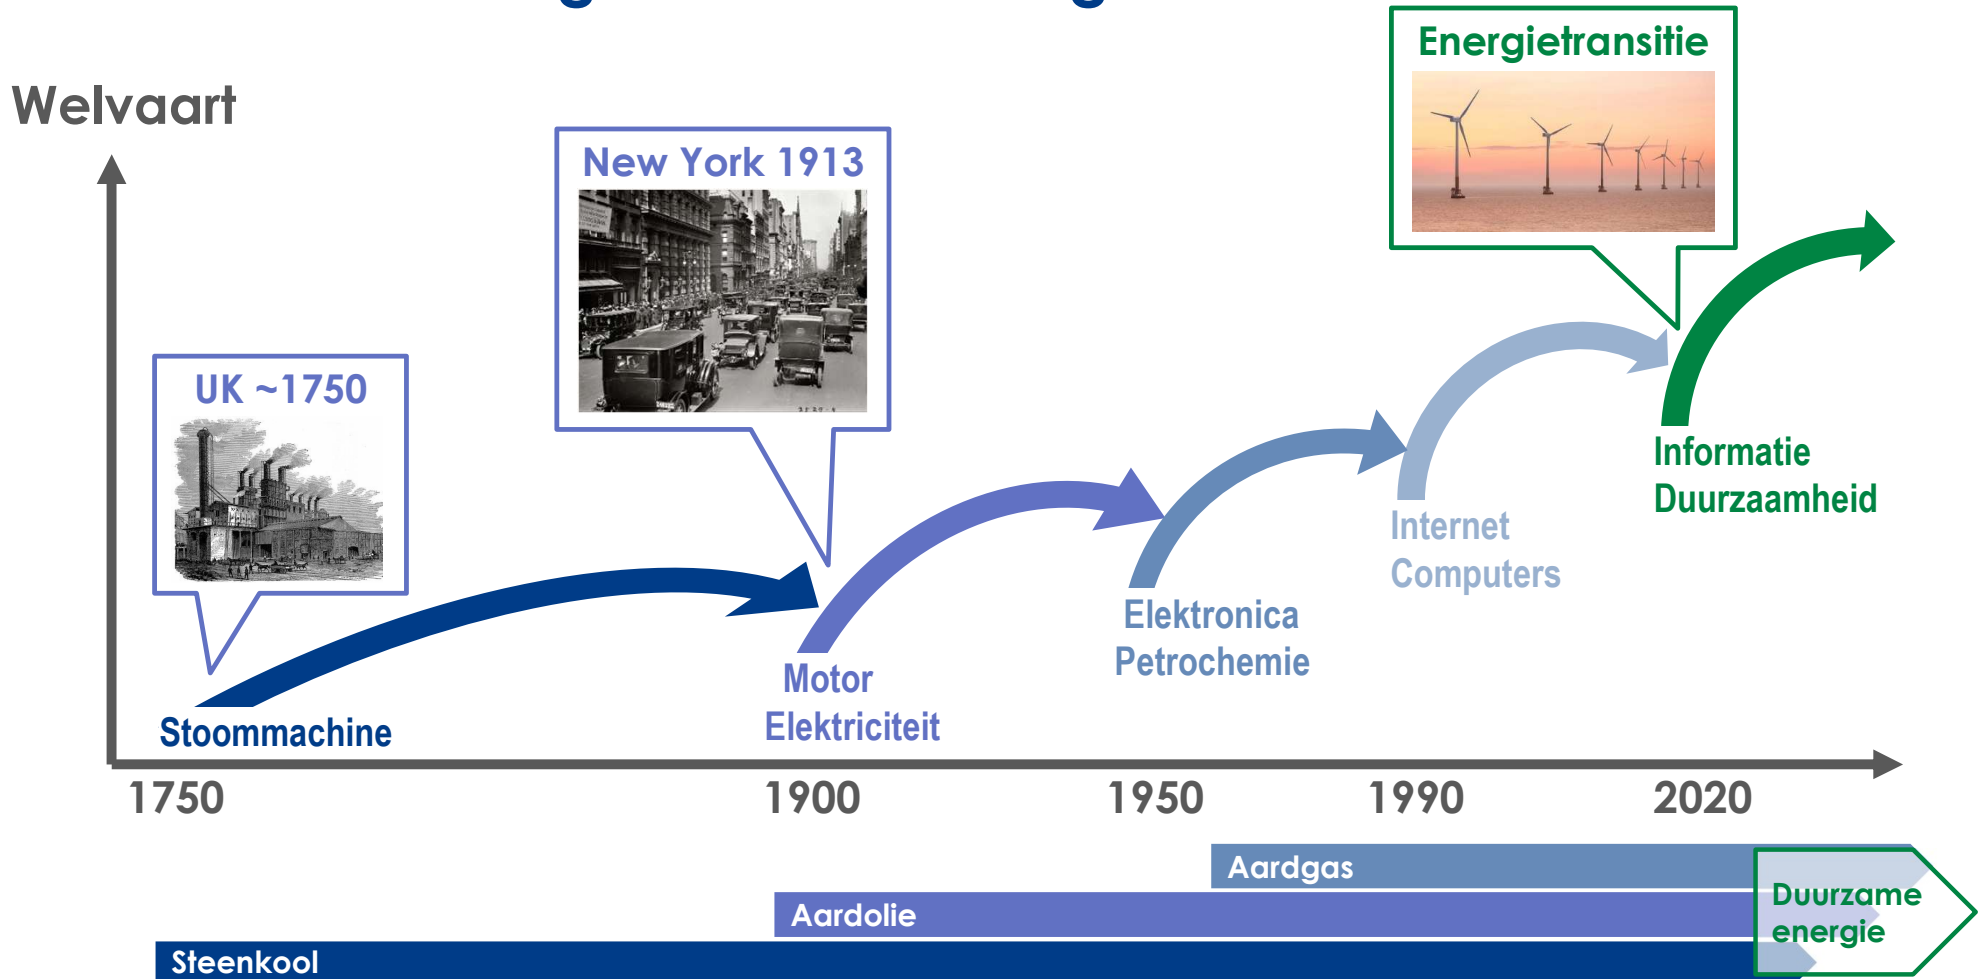 Energietransitie
Welvaart
New York 1913
UK ~1750
Informatie
Duurzaamheid
Internet
Computers
Elektronica
Petrochemie
Motor
Elektriciteit
Stoommachine
1750
1900
1950
1990
2020
Aardgas
Aardolie
Steenkool
Duurzame
energie